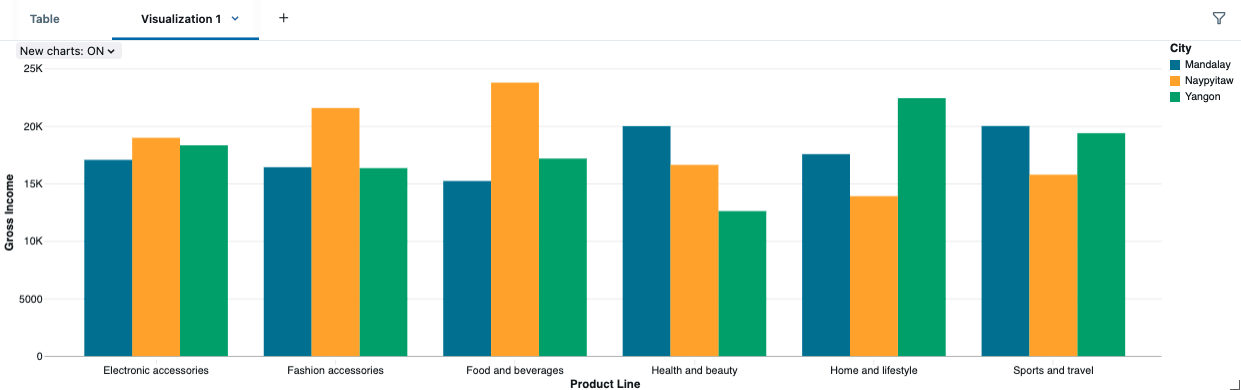 Table
Visualization 1
+
New charts: ON
City
Mandalay
Naypyitaw
Yangon
25K
20K
15K
10K
5000
0
Gross Income
Electronic accessories
Fashion accessories
Food and beverages
Health and beauty
Home and lifestyle
Sports and travel
Product Line